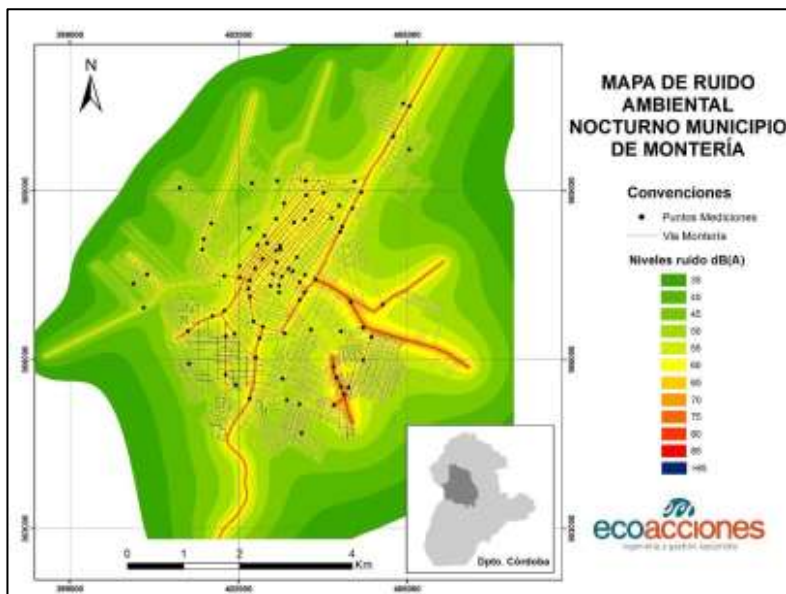 MAPA DE RUIDO
AMBIENTAL
NOCTURNO MUNICIPIO
DE MONTERÍA
Convenciones
Puntos Mediciones
Vía Montería
Niveles ruido dB(A)
35
40
45
50
55
60
65
70
75
80
85
>85
N
0
1
2
4
Km
Dpto. Córdoba
ecoacciones